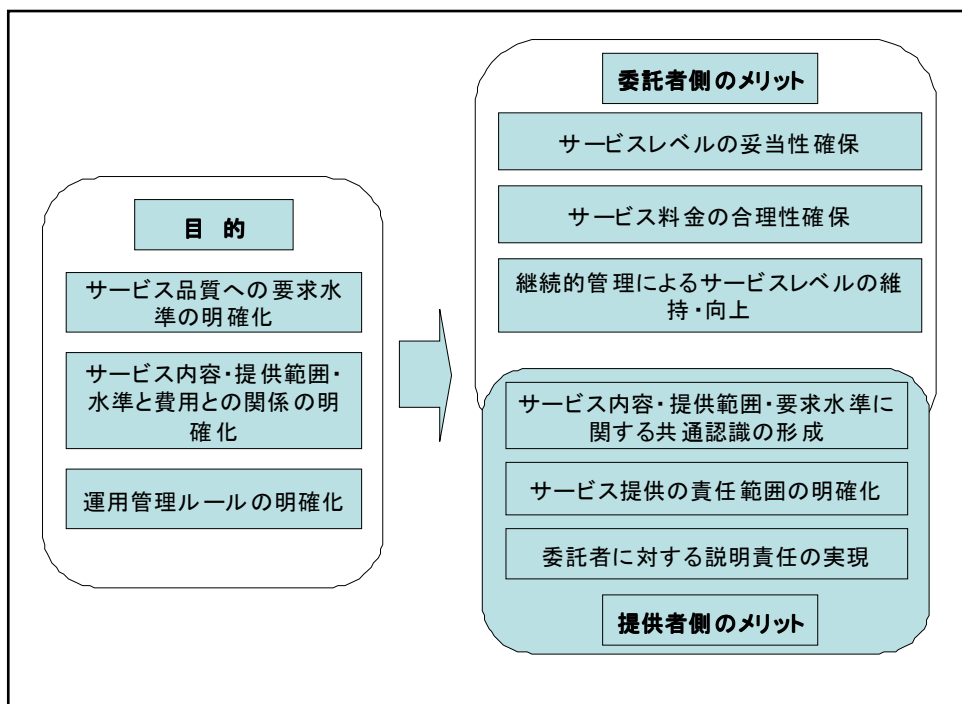 目 的
サービス品質への要求水
準の明確化
サービス内容・提供範囲・
水準と費用との関係の明
確化
運用管理ルールの明確化
委託者側のメリット
サービスレベルの妥当性確保
サービス料金の合理性確保
継続的管理によるサービスレベルの維
持・向上
サービス内容・提供範囲・要求水準に
関する共通認識の形成
サービス提供の責任範囲の明確化
委託者に対する説明責任の実現
提供者側のメリット